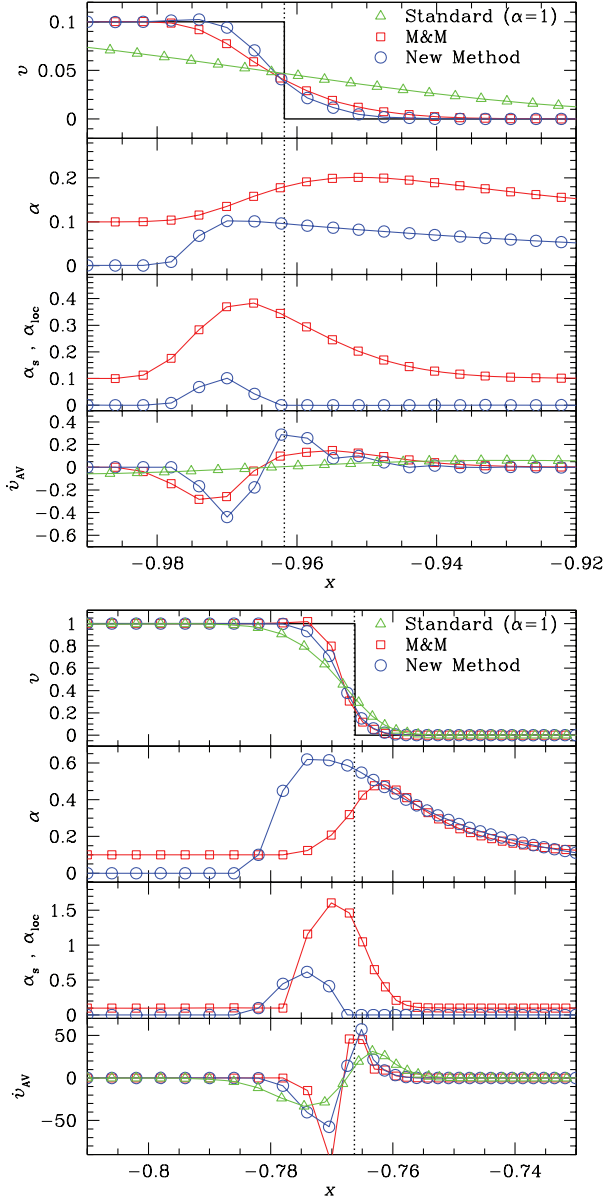 0.1
0.05
0
v
Standard (α=1)
M&M
New Method
0.2
0.1
0
α
0.4
0.3
0.2
0.1
0
α_s , α_loc
0.4
0.2
0
−0.2
−0.4
−0.6
v̇_AV
−0.98 −0.96 −0.94 −0.92
x
1
0.8
0.6
0.4
0.2
0
v
Standard (α=1)
M&M
New Method
0.6
0.4
0.2
0
α
1.5
1
0.5
0
α_s , α_loc
50
0
−50
v̇_AV
−0.8 −0.78 −0.76 −0.74
x